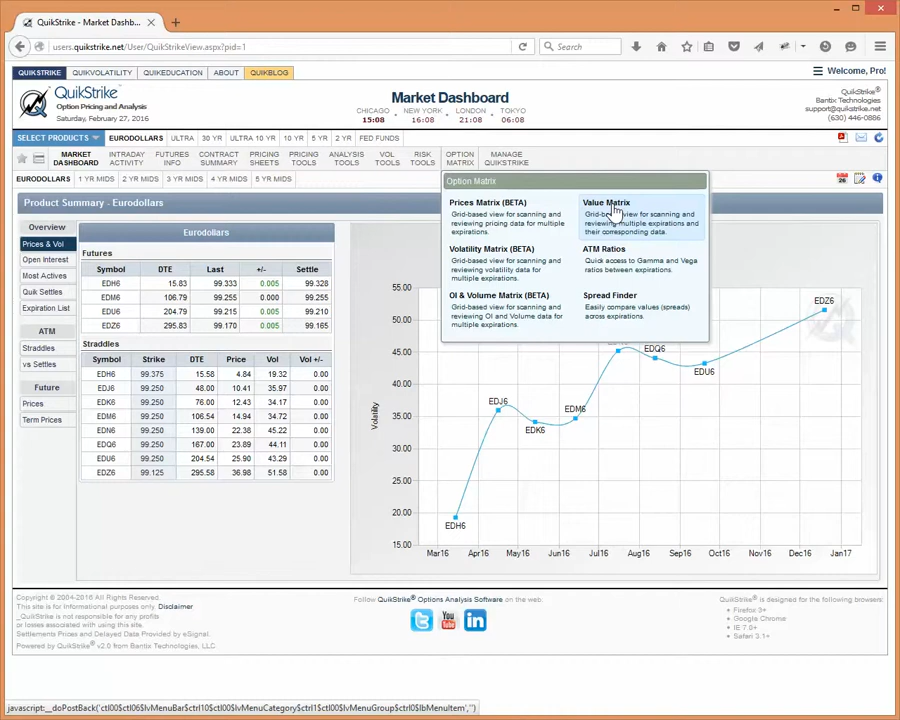 QuikStrike - Market Dashb...
users.quikstrike.net/User/QuikStrikeView.aspx?pid=1
Search
QUIKSTRIKE QUIKVOLATILITY QUIKEDUCATION ABOUT QUIKBLOG
Welcome, Pro!
QuikStrike
Option Pricing and Analysis
Saturday, February 27, 2016
Market Dashboard
CHICAGO NEW YORK LONDON TOKYO
15:08 16:08 21:08 06:08
QuikStrike®
Bantix Technologies, LLC
support@quikstrike.net
(630) 446-0886
SELECT PRODUCTS EURODOLLARS ULTRA 30 YR ULTRA 10 YR 10 YR 5 YR 2 YR FED FUNDS
MARKET DASHBOARD
INTRADAY ACTIVITY
FUTURES INFO
CONTRACT SUMMARY
PRICING SHEETS
PRICING TOOLS
ANALYSIS TOOLS
VOL TOOLS
RISK TOOLS
OPTION MATRIX
MANAGE QUIKSTRIKE
EURODOLLARS 1 YR MIDS 2 YR MIDS 3 YR MIDS 4 YR MIDS 5 YR MIDS
Option Matrix
Prices Matrix (BETA)
Grid-based view for scanning and
reviewing pricing data for multiple
expirations.
Value Matrix
Grid-based view for scanning and
reviewing multiple expirations and
their corresponding data.
Volatility Matrix (BETA)
Grid-based view for scanning and
reviewing volatility data for
multiple expirations.
ATM Ratios
Quick access to Gamma and Vega
ratios between expirations.
OI & Volume Matrix (BETA)
Grid-based view for scanning and
reviewing OI and Volume data for
multiple expirations.
Spread Finder
Easily compare values (spreads)
across expirations.
Product Summary - Eurodollars
Overview
Prices & Vol
Open Interest
Most Actives
Quik Settles
Expiration List
ATM
Straddles
vs Settles
Future
Prices
Term Prices
Eurodollars
Futures
Symbol DTE Last +/- Settle
EDH6 15.83 99.333 0.005 99.328
EDM6 106.79 99.255 0.000 99.255
EDU6 204.79 99.215 0.005 99.210
EDZ6 295.83 99.170 0.005 99.165
Straddles
Symbol Strike DTE Price Vol Vol +/-
EDH6 99.375 15.58 4.84 19.32 0.00
EDJ6 99.250 48.00 10.41 35.97 0.00
EDK6 99.250 76.00 12.43 34.17 0.00
EDM6 99.250 106.54 14.94 34.72 0.00
EDN6 99.250 139.00 22.38 45.22 0.00
EDQ6 99.250 167.00 23.89 44.11 0.00
EDU6 99.250 204.54 25.90 43.29 0.00
EDZ6 99.125 295.58 36.98 51.58 0.00
Volatility
55.00
50.00
45.00
40.00
35.00
30.00
25.00
20.00
15.00
EDZ6
EDQ6
EDU6
EDJ6
EDM6
EDK6
EDH6
Mar16 Apr16 May16 Jun16 Jul16 Aug16 Sep16 Oct16 Nov16 Dec16 Jan17
Copyright © 2004-2016 All Rights Reserved.
This site is for Informational purposes only. Disclaimer
_QuikStrike is not responsible for any profits
or losses associated with using this site.
Settlements Prices and Delayed Data Provided by eSignal.
Powered by QuikStrike® v2.0 from Bantix Technologies, LLC
Follow QuikStrike® Options Analysis Software on the web.
You Tube
in
QuikStrike® is designed for the following browsers:
Firefox 3+
Google Chrome
IE 7.0+
Safari 3.1+
javascript:__doPostBack('ctl00$ctl06$lvMenuBar$ctrl10$ctl00$lvMenuCategory$ctrl1$ctl00$lvMenuGroup$ctrl0$lbMenuItem','')